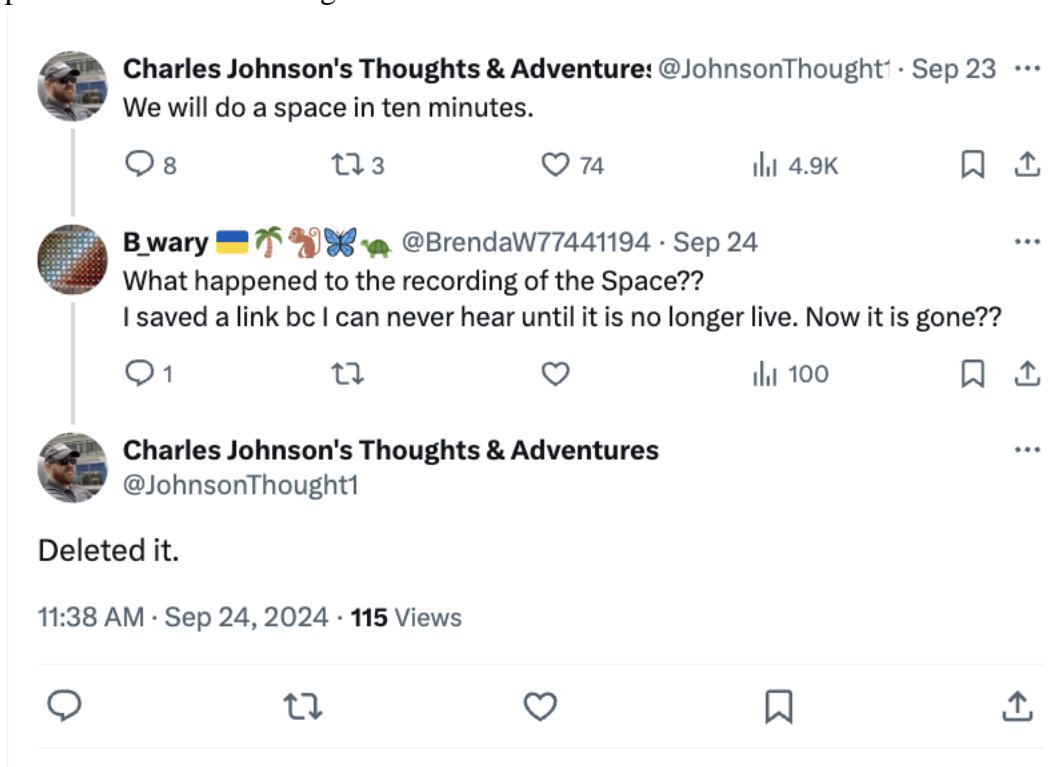 Charles Johnson's Thoughts & Adventures @JohnsonThought1 · Sep 23
We will do a space in ten minutes.
8 3 74 4.9K
B_wary 🇺🇦🌴🐒🦋🐢 @BrendaW77441194 · Sep 24
What happened to the recording of the Space??
I saved a link bc I can never hear until it is no longer live. Now it is gone??
1 100
Charles Johnson's Thoughts & Adventures
@JohnsonThought1
Deleted it.
11:38 AM · Sep 24, 2024 · 115 Views